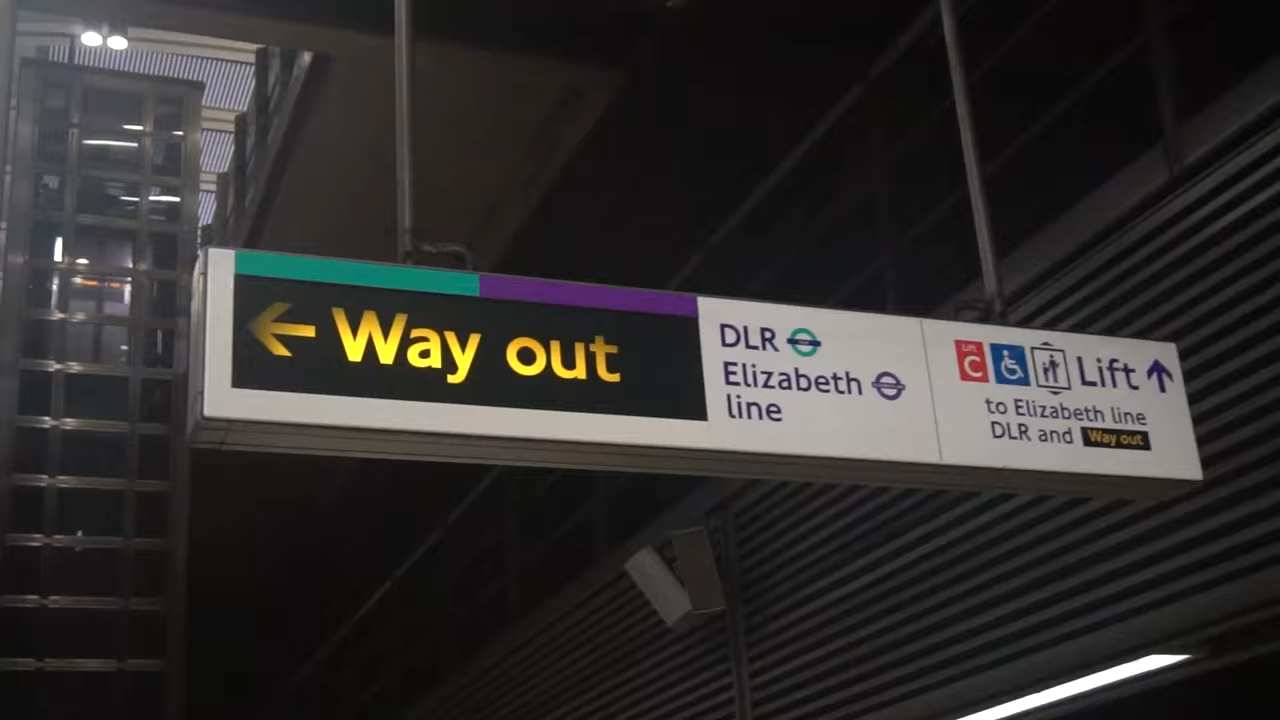 ← Way out
DLR
Elizabeth
line
LIFT
C
Lift ↑
to Elizabeth line
DLR and Way out